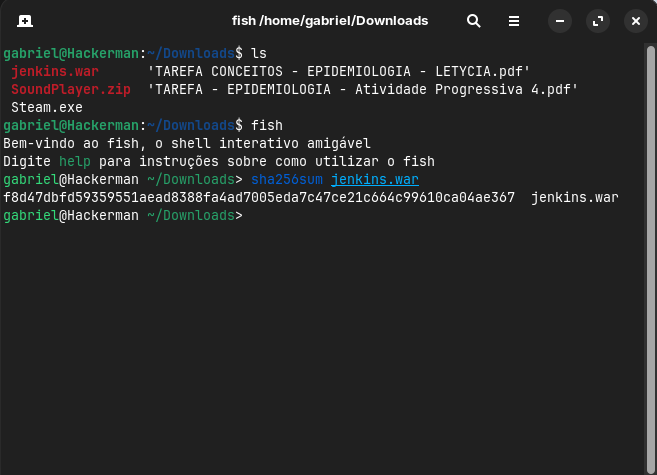 fish /home/gabriel/Downloads
gabriel@Hackerman:~/Downloads$ ls
jenkins.war 'TAREFA CONCEITOS - EPIDEMIOLOGIA - LETYCIA.pdf'
SoundPlayer.zip 'TAREFA - EPIDEMIOLOGIA - Atividade Progressiva 4.pdf'
Steam.exe
gabriel@Hackerman:~/Downloads$ fish
Bem-vindo ao fish, o shell interativo amigável
Digite help para instruções sobre como utilizar o fish
gabriel@Hackerman ~/Downloads> sha256sum jenkins.war
f8d47dbfd59359551aead8388fa4ad7005eda7c47ce21c664c99610ca04ae367 jenkins.war
gabriel@Hackerman ~/Downloads>